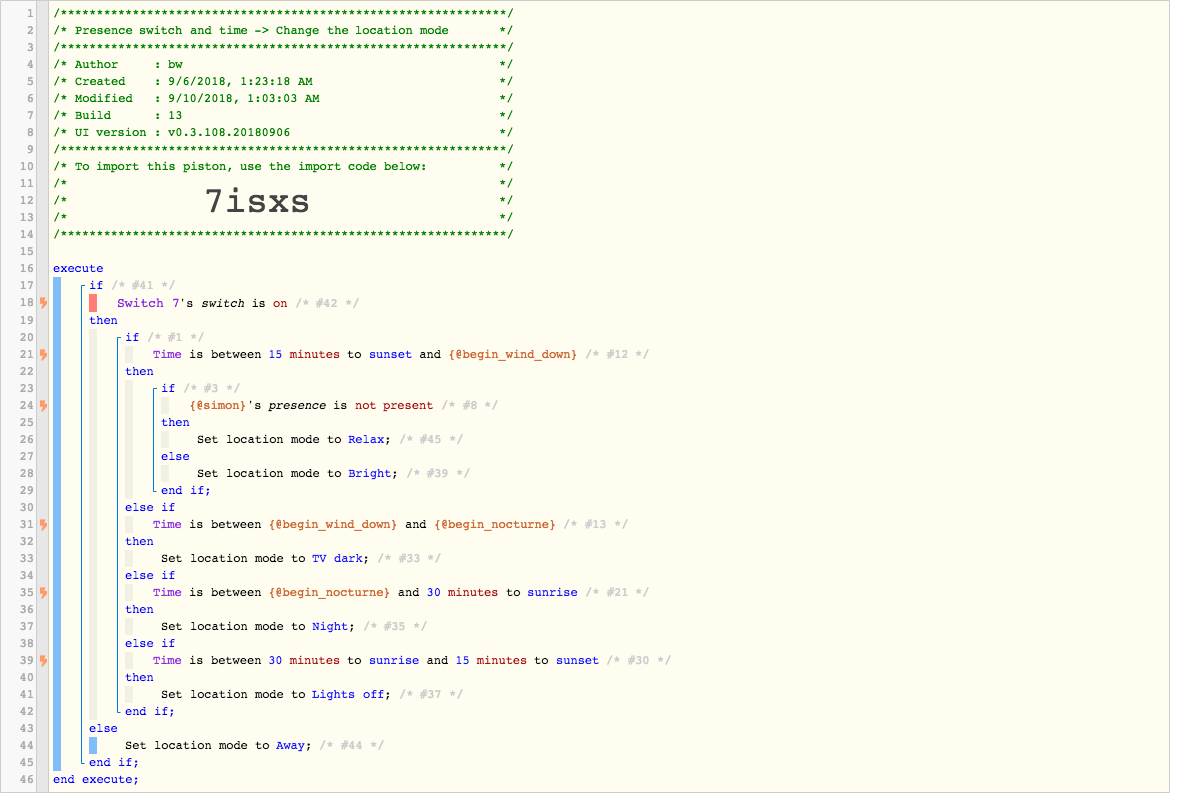 1 /**************************************************************/
2 /* Presence switch and time -> Change the location mode */
3 /**************************************************************/
4 /* Author : bw */
5 /* Created : 9/6/2018, 1:23:18 AM */
6 /* Modified : 9/10/2018, 1:03:03 AM */
7 /* Build : 13 */
8 /* UI version : v0.3.108.20180906 */
9 /**************************************************************/
10 /* To import this piston, use the import code below: */
11 /* */
12 /* 7isxs */
13 /* */
14 /**************************************************************/
15
16 execute
17 if /* #41 */
18 Switch 7's switch is on /* #42 */
19 then
20 if /* #1 */
21 Time is between 15 minutes to sunset and {@begin_wind_down} /* #12 */
22 then
23 if /* #3 */
24 {@simon}'s presence is not present /* #8 */
25 then
26 Set location mode to Relax; /* #45 */
27 else
28 Set location mode to Bright; /* #39 */
29 end if;
30 else if
31 Time is between {@begin_wind_down} and {@begin_nocturne} /* #13 */
32 then
33 Set location mode to TV dark; /* #33 */
34 else if
35 Time is between {@begin_nocturne} and 30 minutes to sunrise /* #21 */
36 then
37 Set location mode to Night; /* #35 */
38 else if
39 Time is between 30 minutes to sunrise and 15 minutes to sunset /* #30 */
40 then
41 Set location mode to Lights off; /* #37 */
42 end if;
43 else
44 Set location mode to Away; /* #44 */
45 end if;
46 end execute;